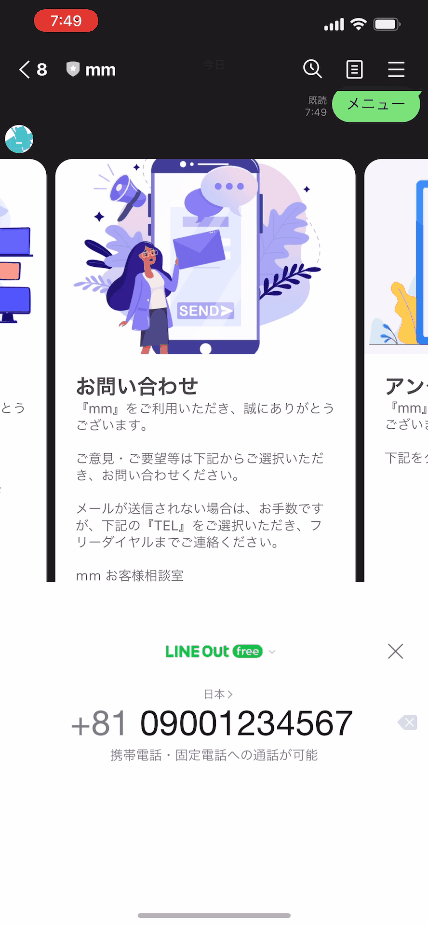 7:49
8 mm
今日
既読
7:49
メニュー
SEND
お問い合わせ
『mm』をご利用いただき、誠にありがとうございます。
ご意見・ご要望等は下記からご選択いただき、お問い合わせください。
メールが送信されない場合は、お手数ですが、下記の『TEL』をご選択いただき、フリーダイヤルまでご連絡ください。
mm お客様相談室
とう
アン
『mm』
ござい
下記を
LINE Out free
日本
+81 09001234567
携帯電話・固定電話への通話が可能